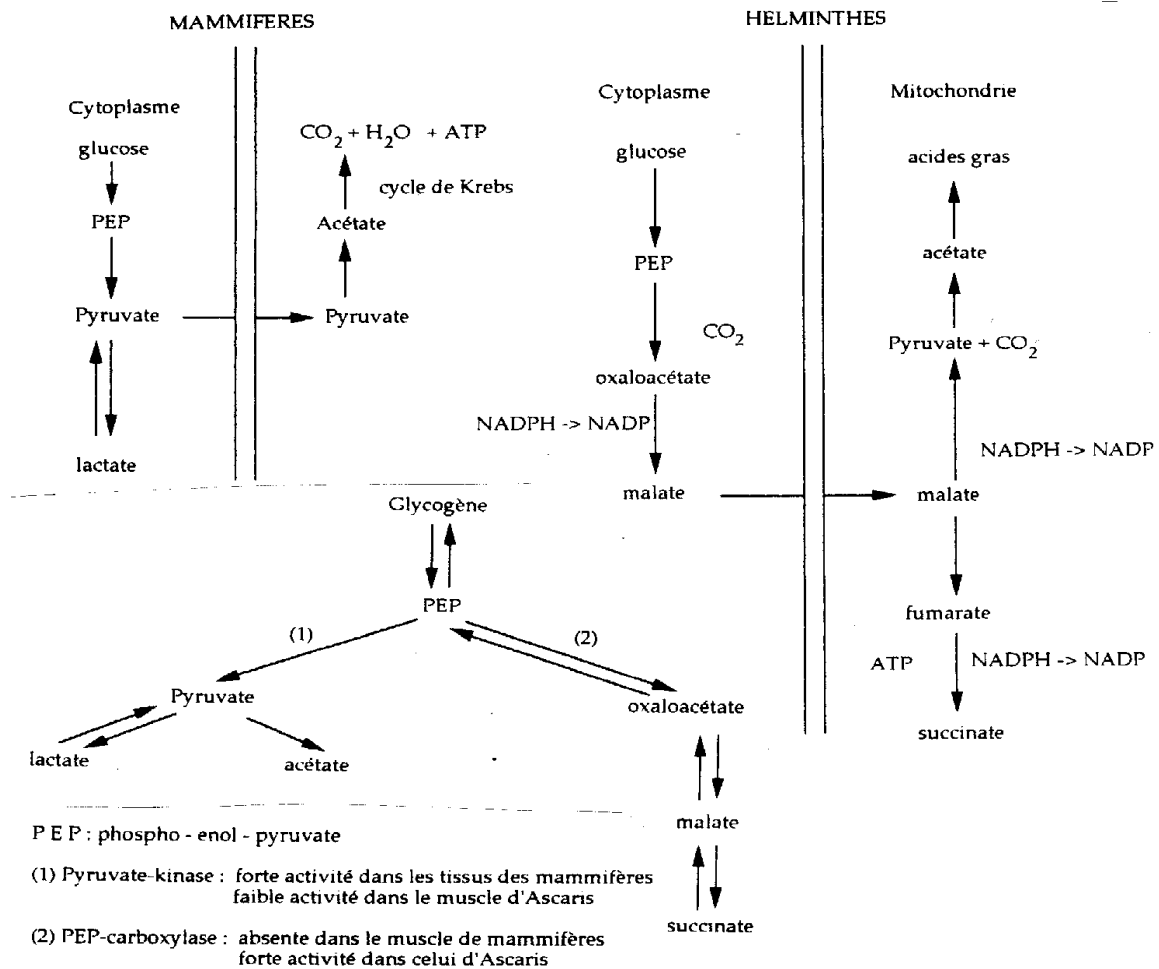 MAMMIFERES
Cytoplasme
glucose
PEP
Pyruvate
lactate
CO2 + H2O + ATP
cycle de Krebs
Acétate
Pyruvate
HELMINTHES
Cytoplasme
glucose
PEP
CO2
oxaloacétate
NADPH -> NADP
malate
Mitochondrie
acides gras
acétate
Pyruvate + CO2
NADPH -> NADP
malate
fumarate
ATP
NADPH -> NADP
succinate
Glycogène
PEP
(1)
(2)
Pyruvate
lactate
acétate
oxaloacétate
malate
succinate
P E P : phospho - enol - pyruvate
(1) Pyruvate-kinase : forte activité dans les tissus des mammifères
faible activité dans le muscle d'Ascaris
(2) PEP-carboxylase : absente dans le muscle de mammifères
forte activité dans celui d'Ascaris